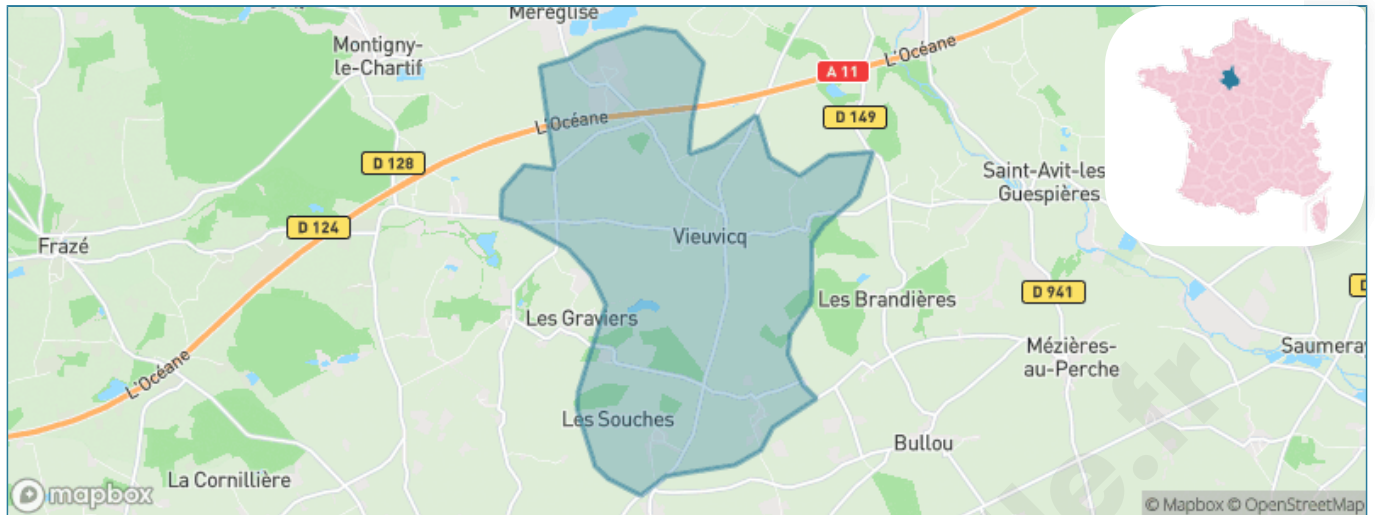 Méréglise
Montigny-
le-Chartif
L'Océane
A 11
L'Océane
D 149
D 128
Saint-Avit-les-
Guespières
D 124
Frazé
Vieuvicq
D 941
Les Brandières
Les Graviers
Mézières-
au-Perche
Saumeray
L'Océane
Les Souches
Bullou
La Cornillière
mapbox
© Mapbox © OpenStreetMap